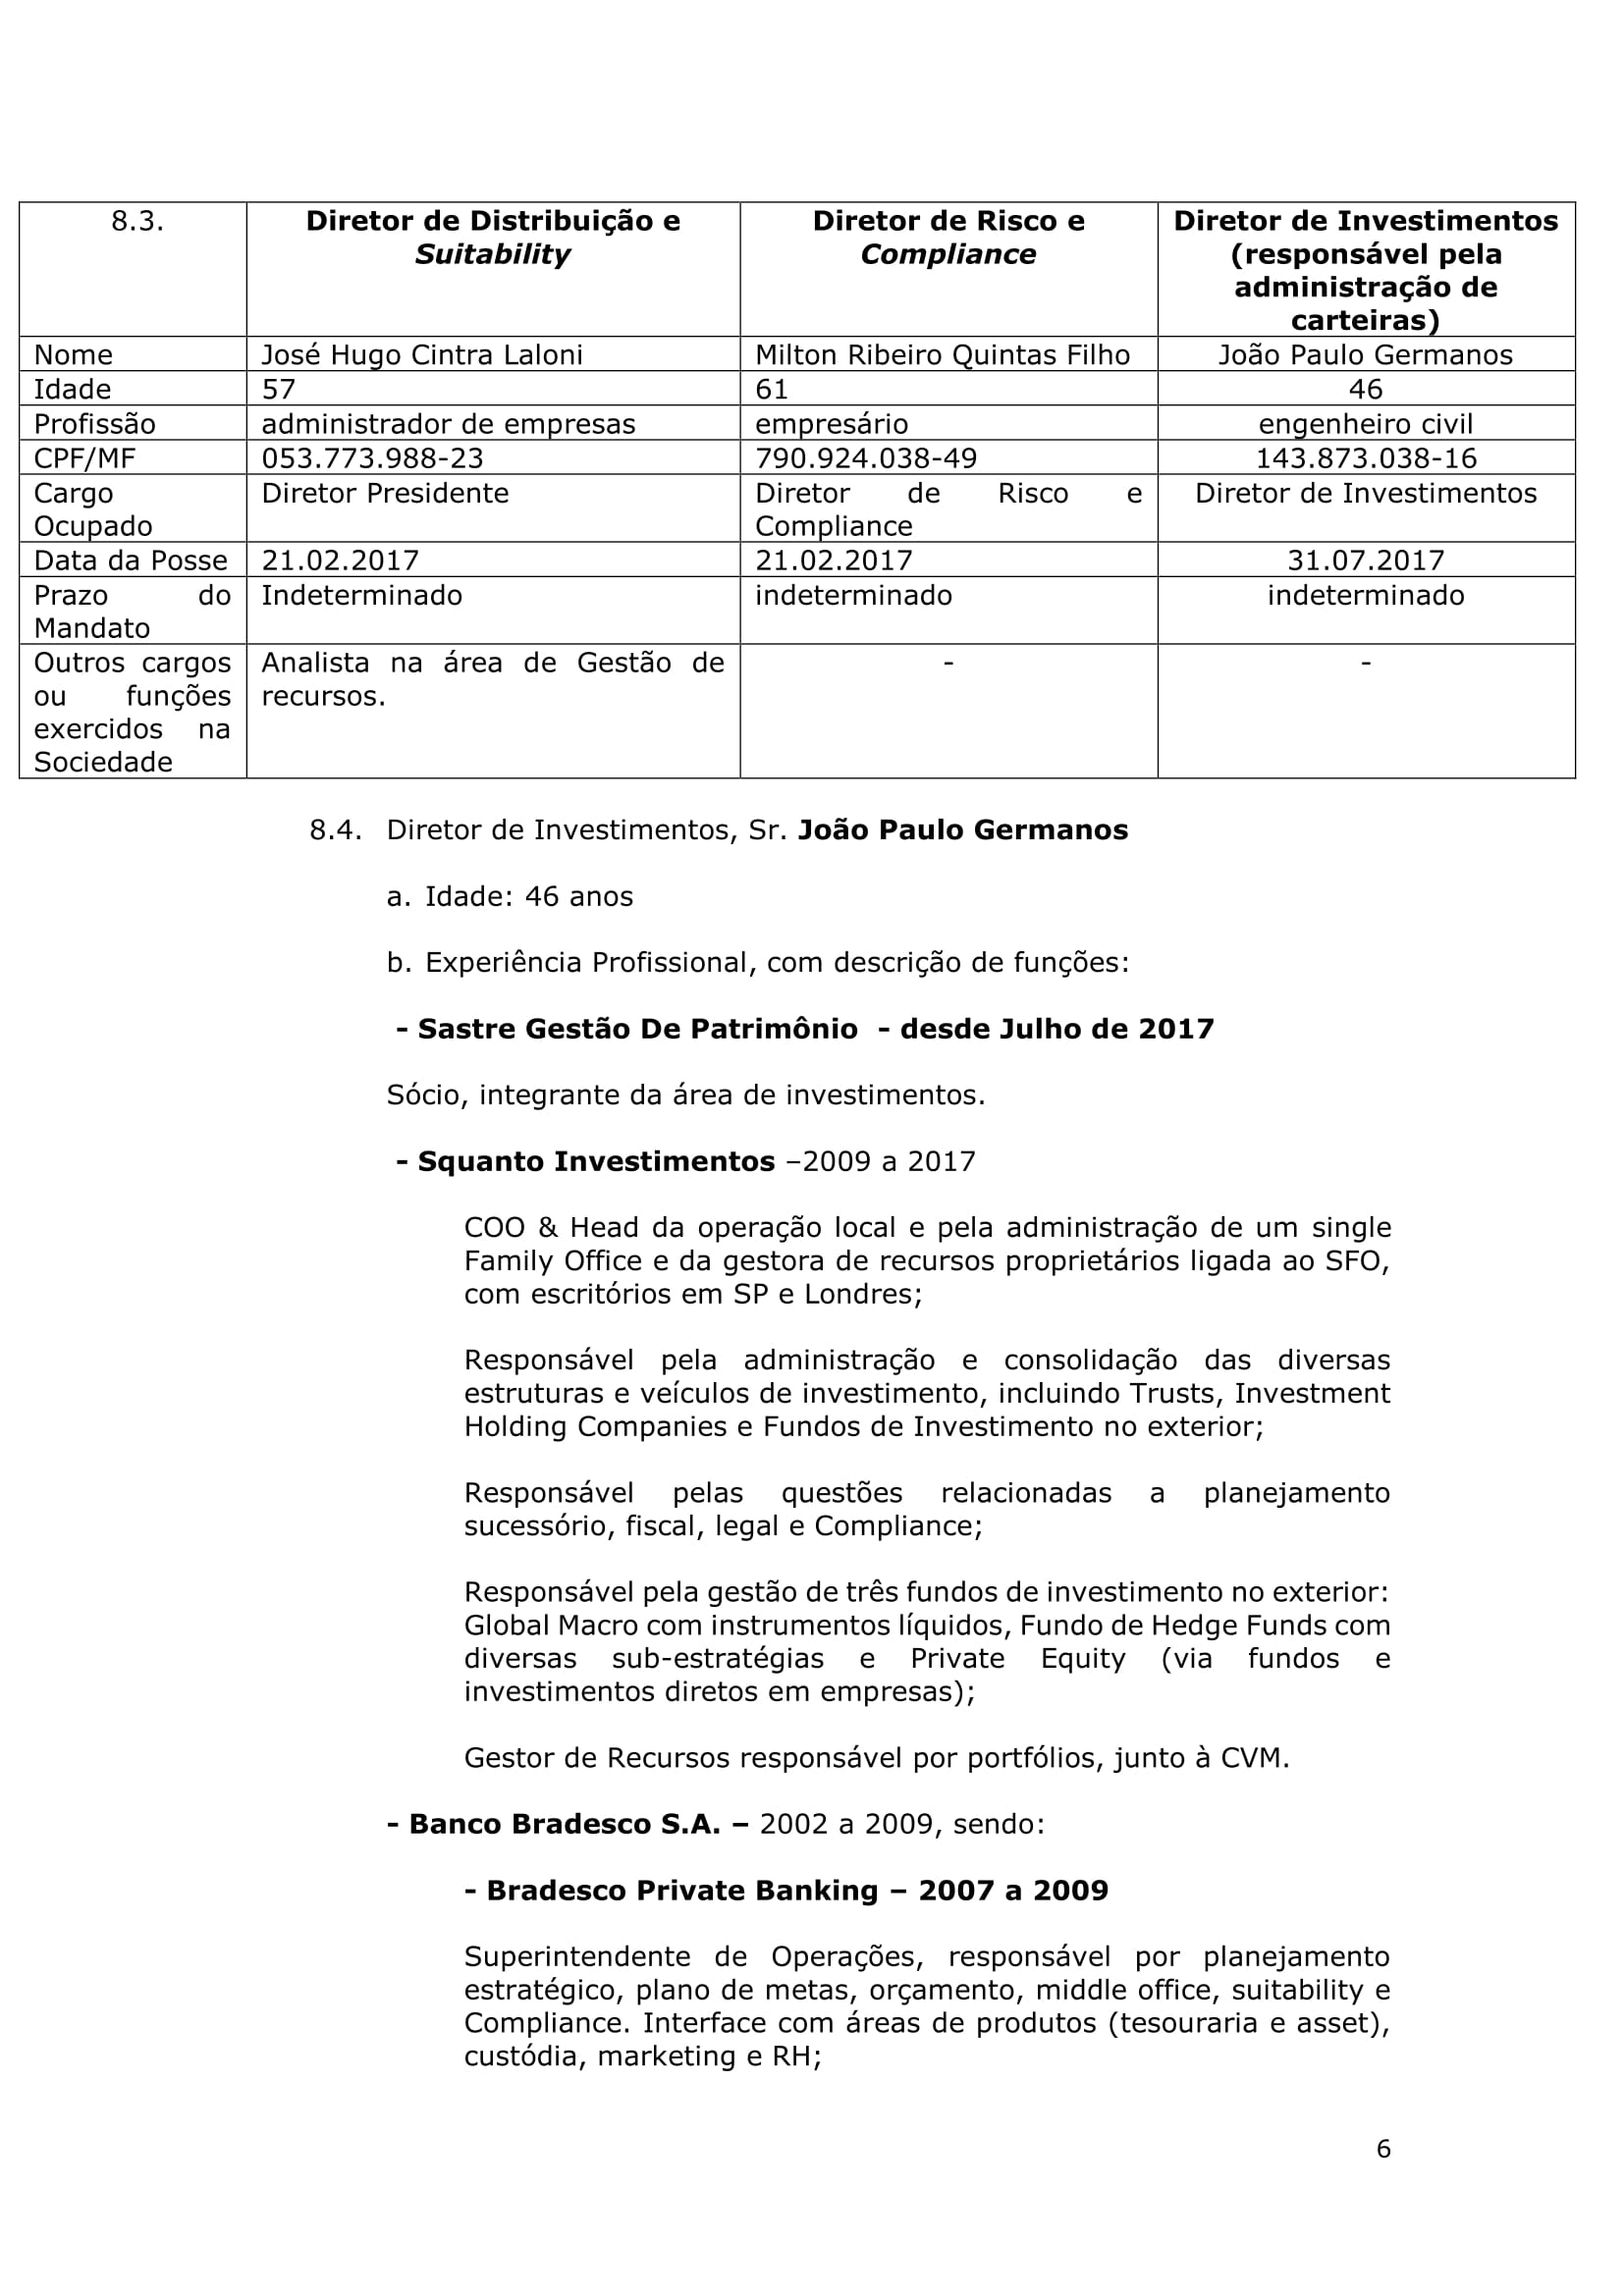 8.3. Diretor de Distribuição e Suitability Diretor de Risco e Compliance Diretor de Investimentos (responsável pela administração de carteiras)
Nome José Hugo Cintra Laloni Milton Ribeiro Quintas Filho João Paulo Germanos
Idade 57 61 46
Profissão administrador de empresas empresário engenheiro civil
CPF/MF 053.773.988-23 790.924.038-49 143.873.038-16
Cargo Ocupado Diretor Presidente Diretor de Risco e Compliance Diretor de Investimentos
Data da Posse 21.02.2017 21.02.2017 31.07.2017
Prazo do Mandato Indeterminado indeterminado indeterminado
Outros cargos ou funções exercidos na Sociedade Analista na área de Gestão de recursos. - -
8.4. Diretor de Investimentos, Sr. João Paulo Germanos
a. Idade: 46 anos
b. Experiência Profissional, com descrição de funções:
- Sastre Gestão De Patrimônio - desde Julho de 2017
Sócio, integrante da área de investimentos.
- Squanto Investimentos –2009 a 2017
COO & Head da operação local e pela administração de um single
Family Office e da gestora de recursos proprietários ligada ao SFO,
com escritórios em SP e Londres;
Responsável pela administração e consolidação das diversas
estruturas e veículos de investimento, incluindo Trusts, Investment
Holding Companies e Fundos de Investimento no exterior;
Responsável pelas questões relacionadas a planejamento
sucessório, fiscal, legal e Compliance;
Responsável pela gestão de três fundos de investimento no exterior:
Global Macro com instrumentos líquidos, Fundo de Hedge Funds com
diversas sub-estratégias e Private Equity (via fundos e
investimentos diretos em empresas);
Gestor de Recursos responsável por portfólios, junto à CVM.
- Banco Bradesco S.A. – 2002 a 2009, sendo:
- Bradesco Private Banking – 2007 a 2009
Superintendente de Operações, responsável por planejamento
estratégico, plano de metas, orçamento, middle office, suitability e
Compliance. Interface com áreas de produtos (tesouraria e asset),
custódia, marketing e RH;
6